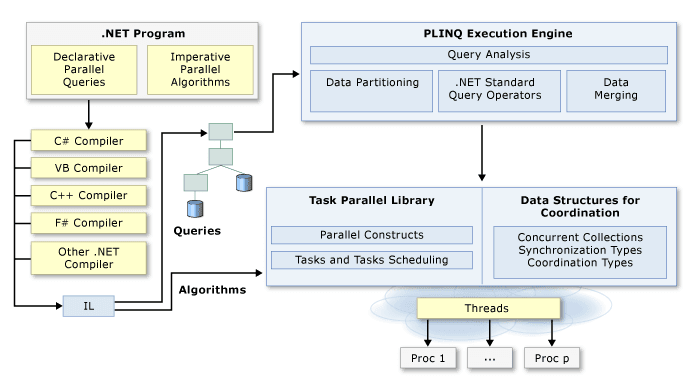 .NET Program
Declarative
Parallel
Queries
Imperative
Parallel
Algorithms
PLINQ Execution Engine
Query Analysis
Data Partitioning
.NET Standard
Query Operators
Data
Merging
C# Compiler
VB Compiler
C++ Compiler
F# Compiler
Other .NET
Compiler
IL
Queries
Algorithms
Task Parallel Library
Parallel Constructs
Tasks and Tasks Scheduling
Data Structures for
Coordination
Concurrent Collections
Synchronization Types
Coordination Types
Threads
Proc 1
...
Proc p